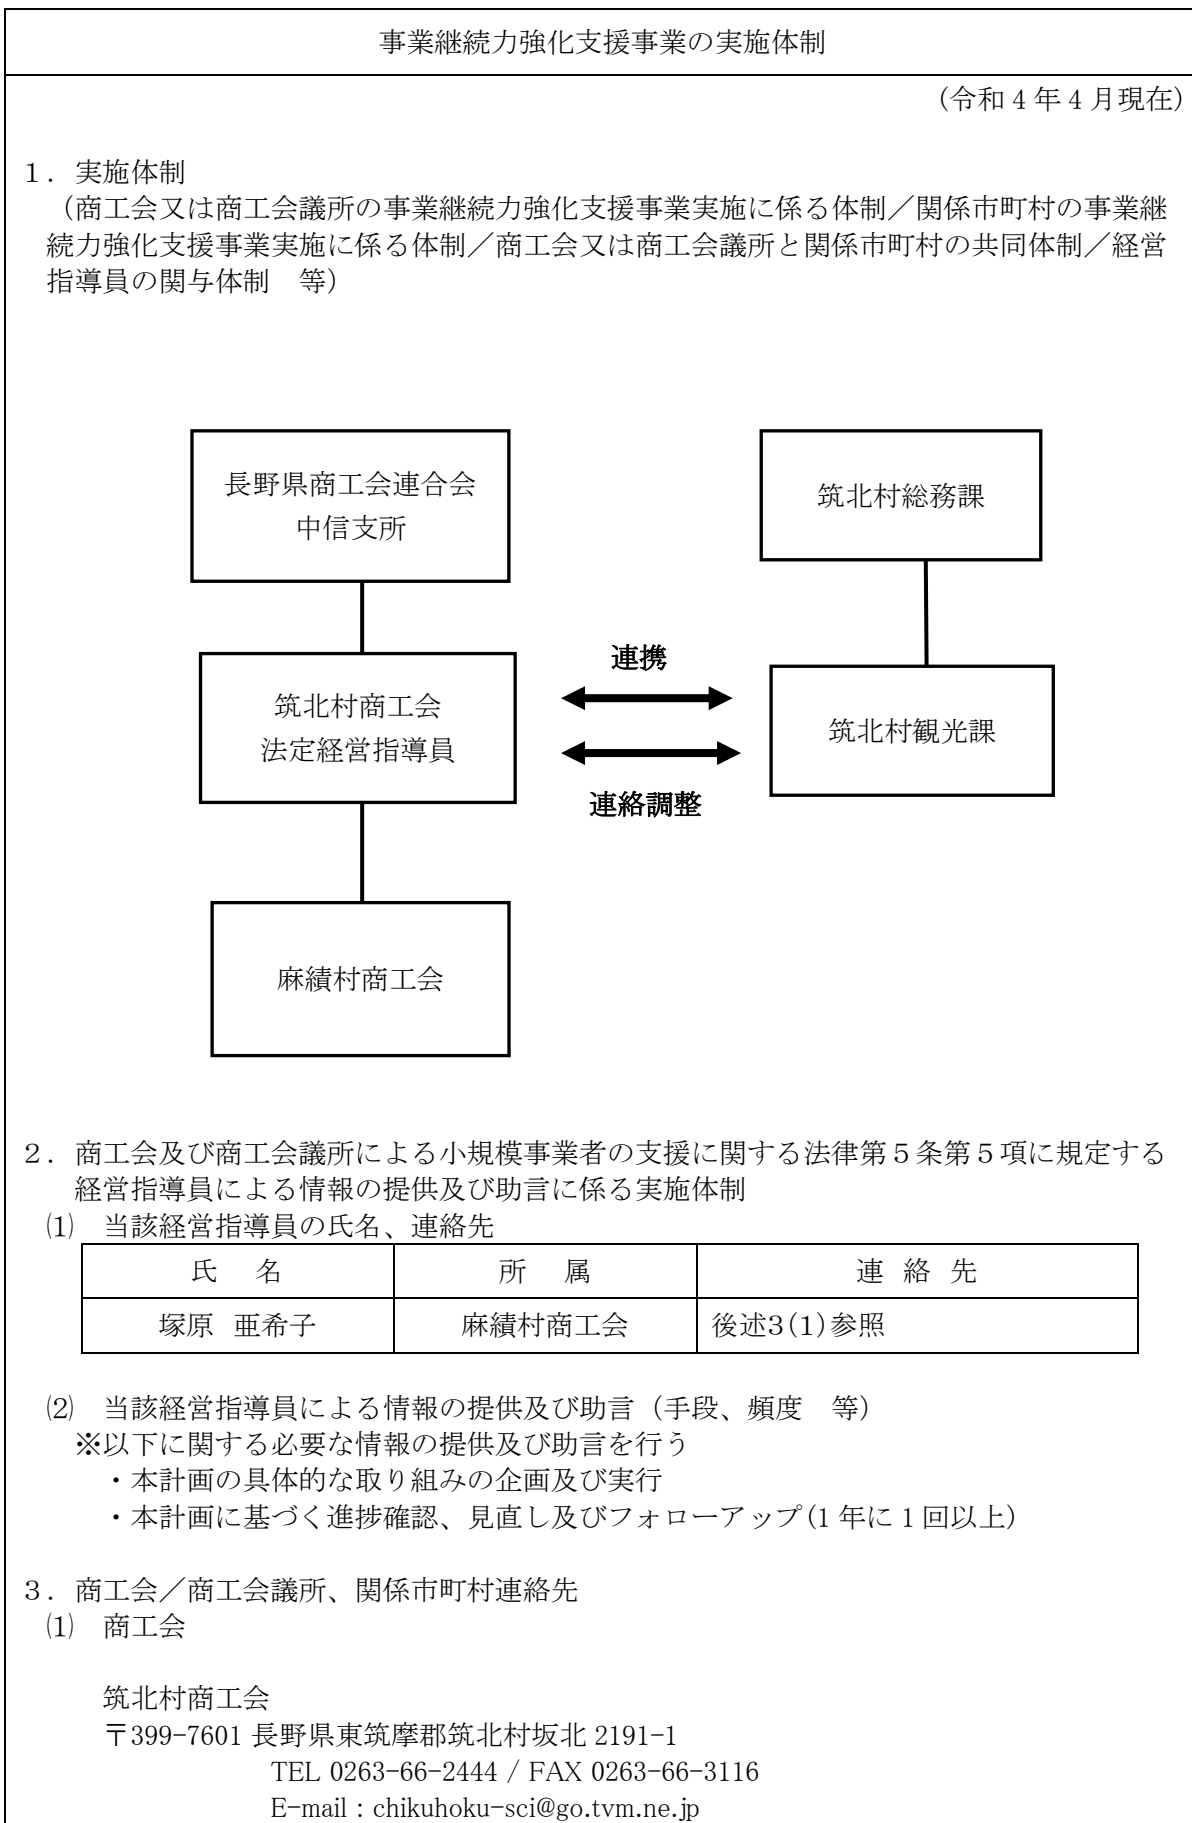 事業継続力強化支援事業の実施体制
(令和４年４月現在)
１．実施体制
（商工会又は商工会議所の事業継続力強化支援事業実施に係る体制／関係市町村の事業継
続力強化支援事業実施に係る体制／商工会又は商工会議所と関係市町村の共同体制／経営
指導員の関与体制　等）
長野県商工会連合会
中信支所
筑北村総務課
連携
筑北村商工会
法定経営指導員
筑北村観光課
連絡調整
麻績村商工会
２．商工会及び商工会議所による小規模事業者の支援に関する法律第５条第５項に規定する
経営指導員による情報の提供及び助言に係る実施体制
⑴　当該経営指導員の氏名、連絡先
氏　名　所　属　連 絡 先
塚原 亜希子　麻績村商工会　後述3(1)参照
⑵　当該経営指導員による情報の提供及び助言（手段、頻度　等）
※以下に関する必要な情報の提供及び助言を行う
・本計画の具体的な取り組みの企画及び実行
・本計画に基づく進捗確認、見直し及びフォローアップ(1 年に 1 回以上)
３．商工会／商工会議所、関係市町村連絡先
⑴　商工会
筑北村商工会
〒399-7601 長野県東筑摩郡筑北村坂北 2191-1
TEL 0263-66-2444 / FAX 0263-66-3116
E-mail : chikuhoku-sci@go.tvm.ne.jp